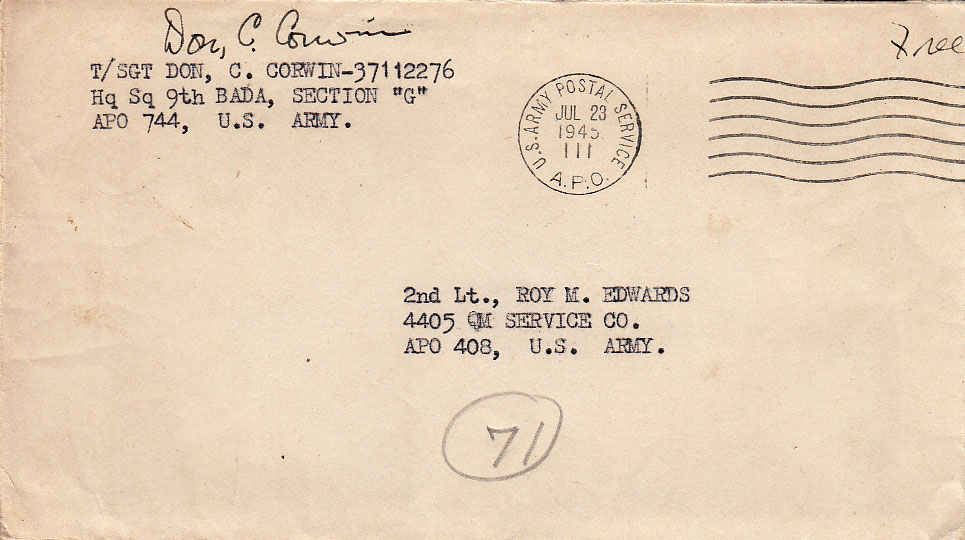 Don, C. Corwin
Free
T/SGT DON, C. CORWIN-37112276
Hq Sq 9th BADA, SECTION "G"
APO 744, U.S. ARMY.
U.S. ARMY POSTAL SERVICE
JUL 23
1945
111
A.P.O.
2nd Lt., ROY M. EDWARDS
4405 QM SERVICE CO.
APO 408, U.S. ARMY.
71